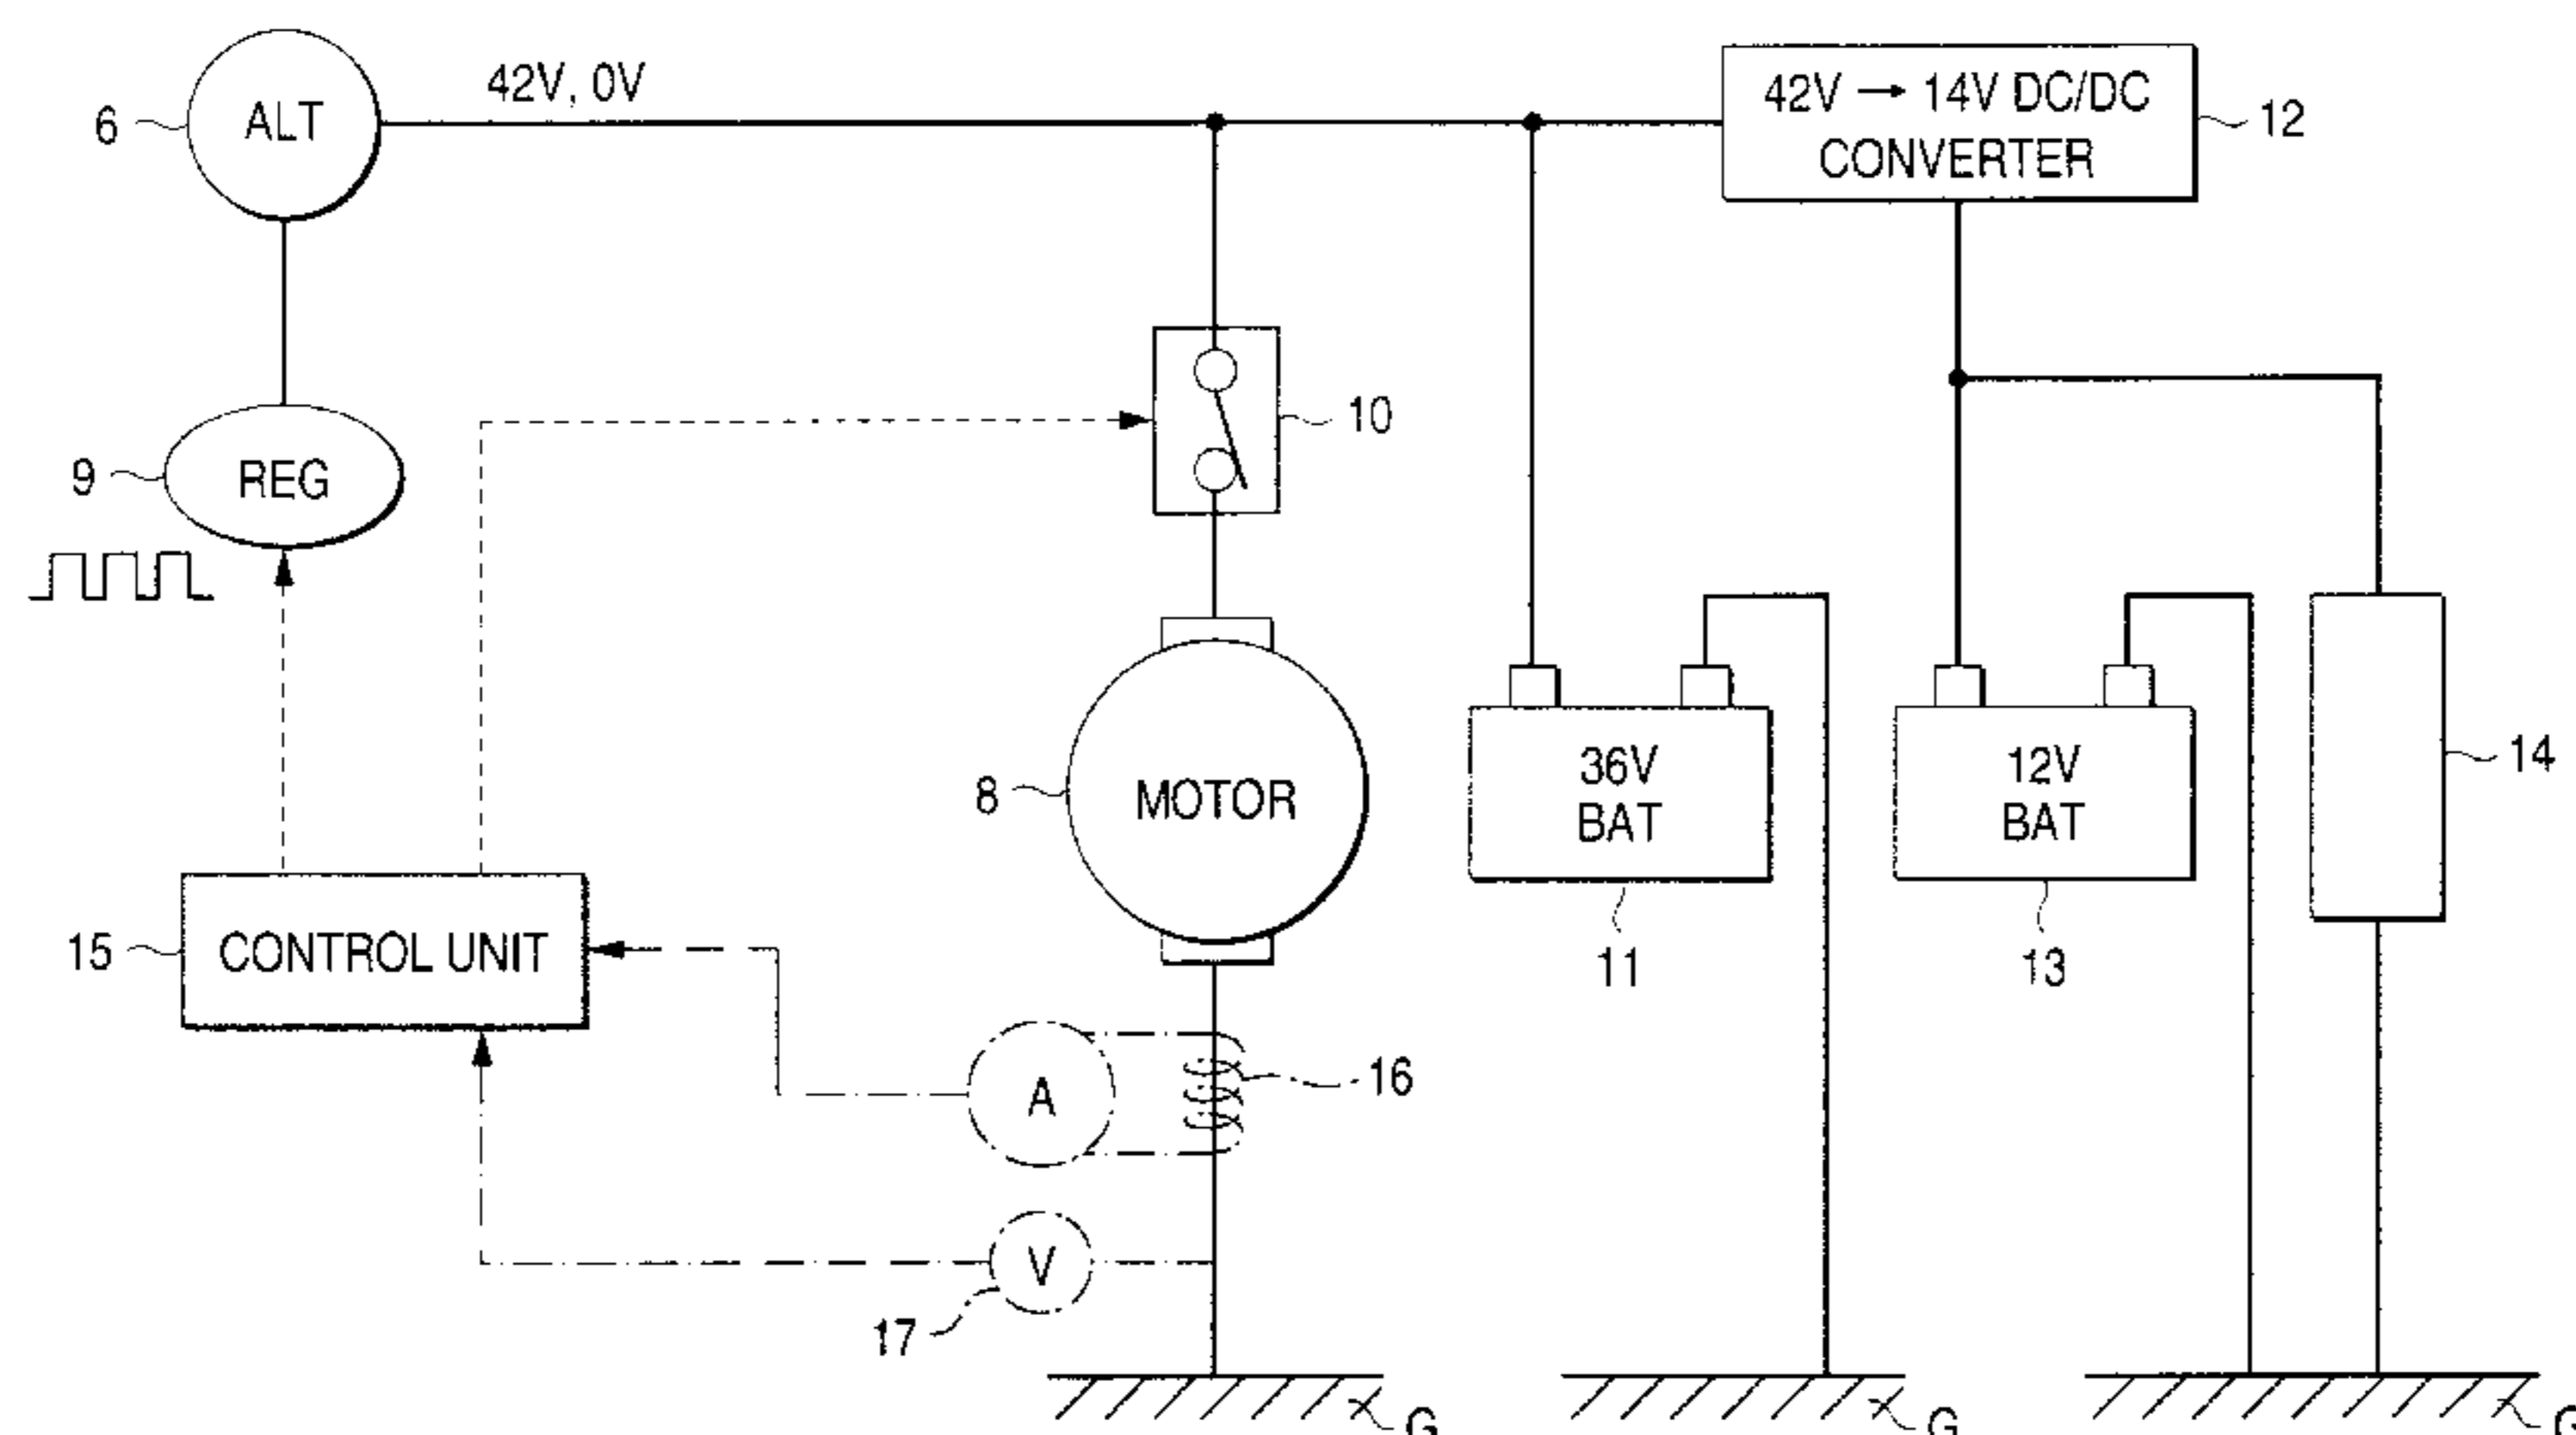 6
ALT
42V, 0V
42V → 14V DC/DC
CONVERTER
12
9
REG
10
8
MOTOR
36V
BAT
11
12V
BAT
13
14
15
CONTROL UNIT
A
16
V
17
G
G
G